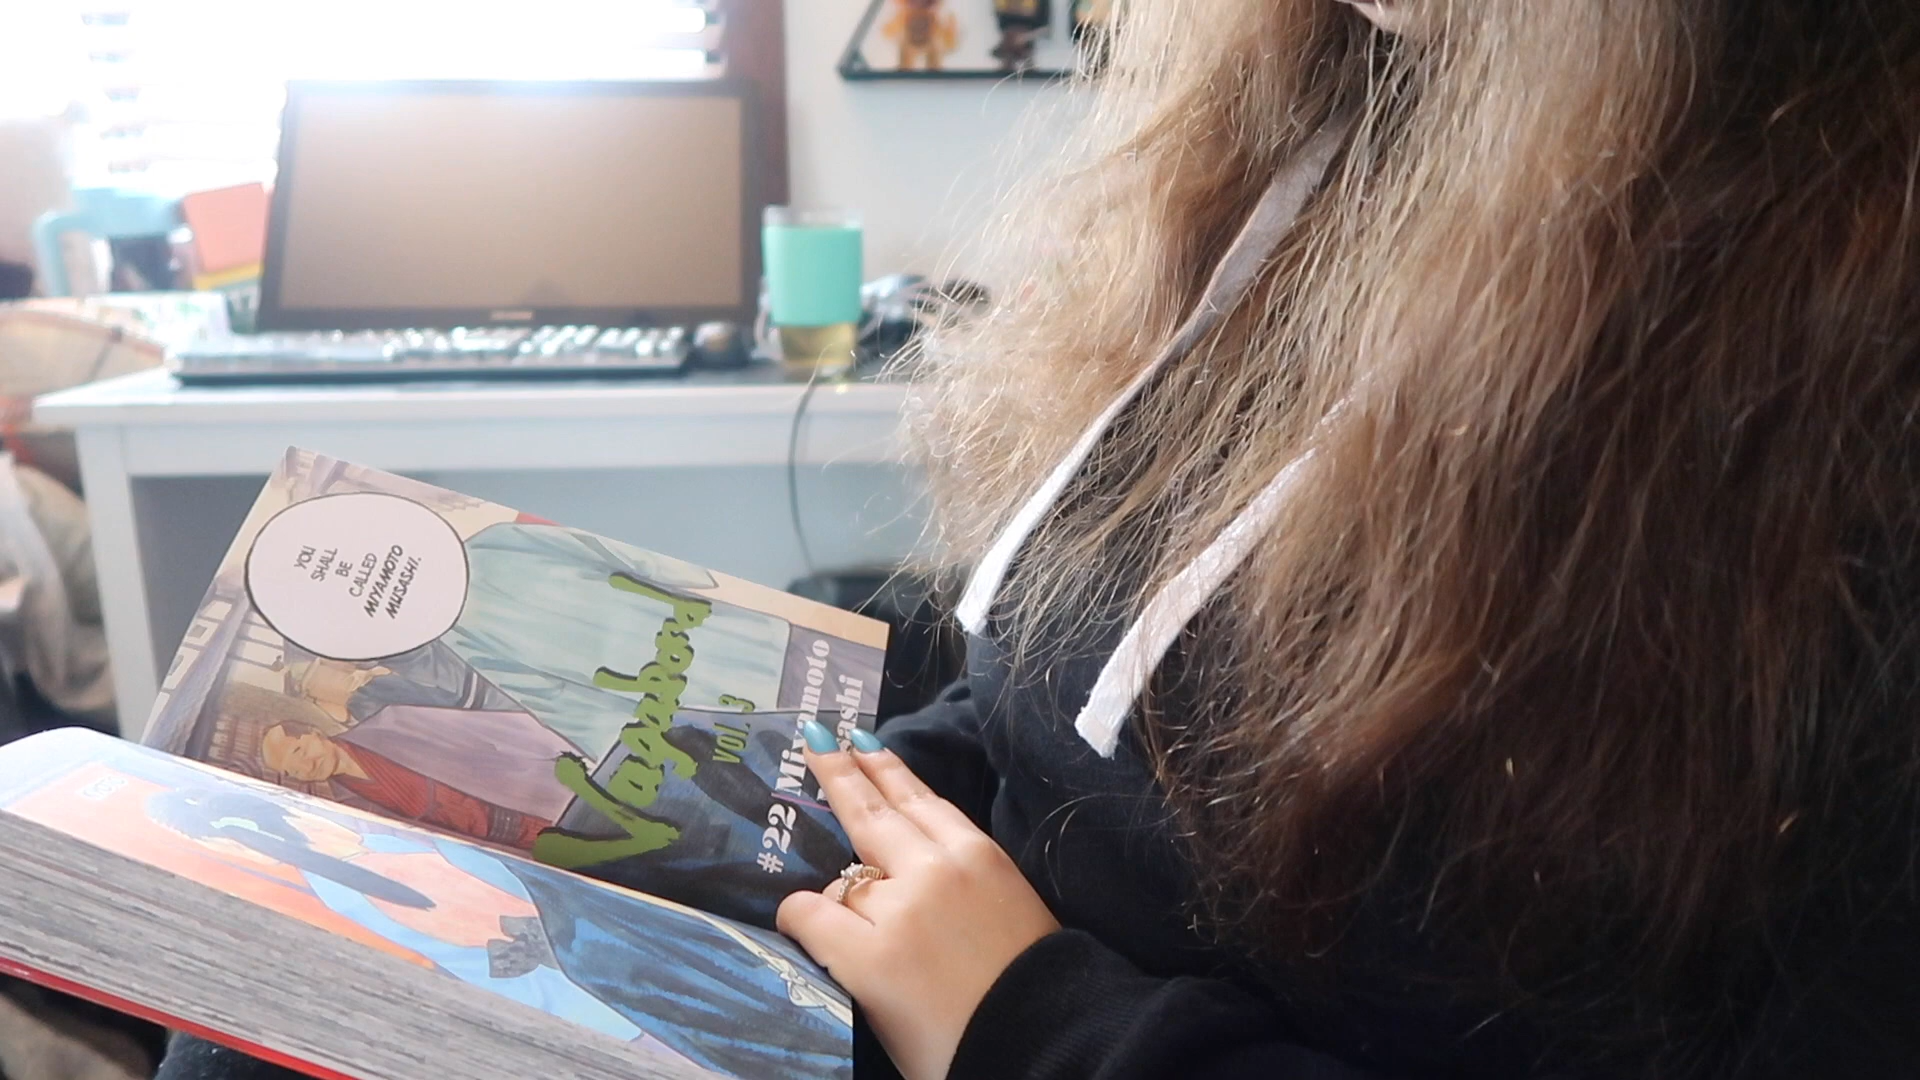 YOU
SHALL
BE
CALLED
MIYAMOTO
MUSASHI.
Vagabond
VOL. 3
#22 Miyamoto